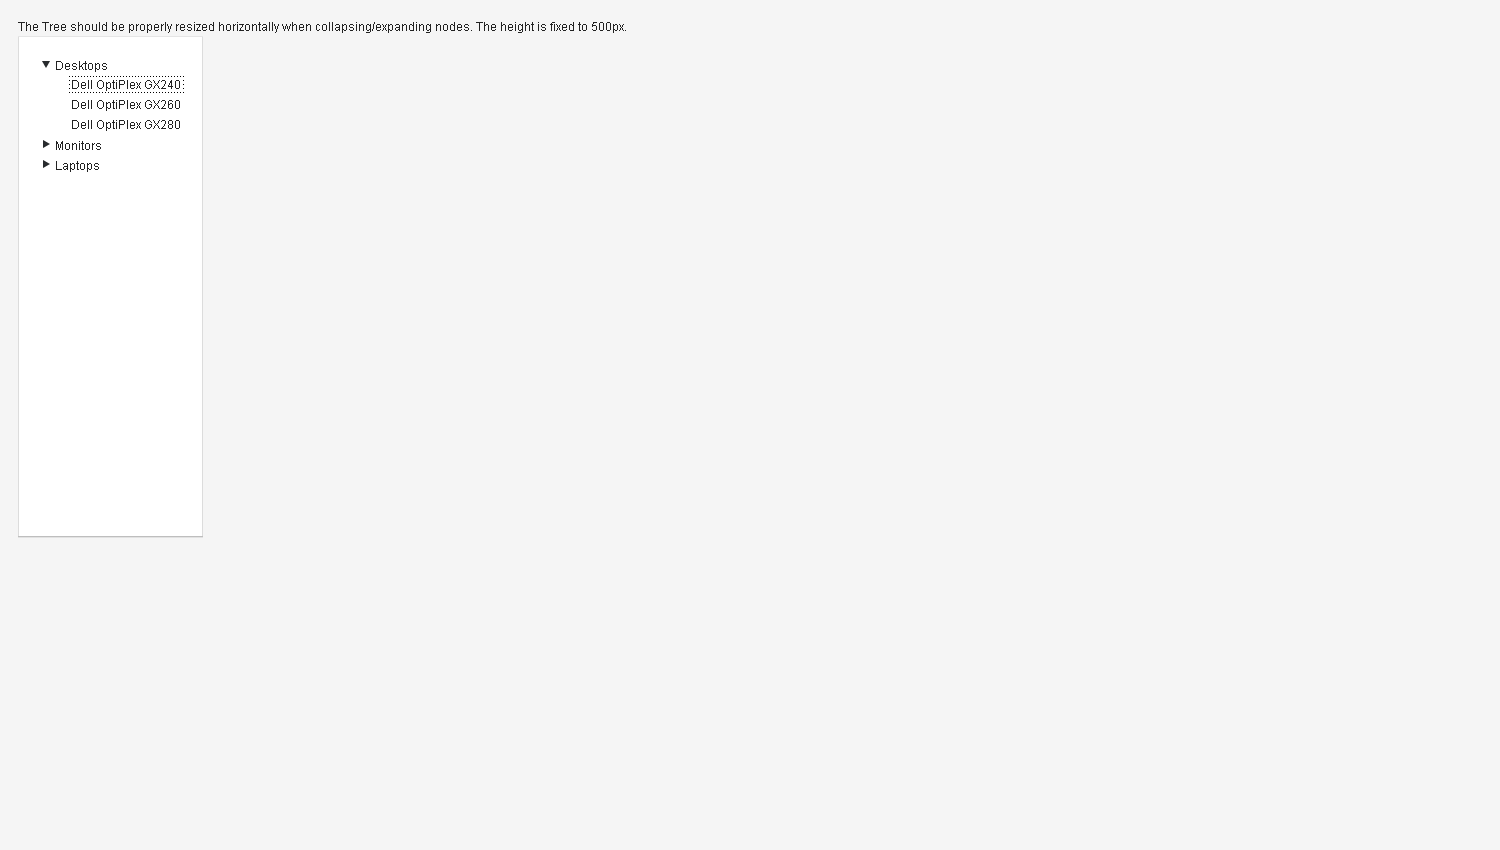 The Tree should be properly resized horizontally when collapsing/expanding nodes. The height is fixed to 500px.
Desktops
Dell OptiPlex GX240
Dell OptiPlex GX260
Dell OptiPlex GX280
Monitors
Laptops